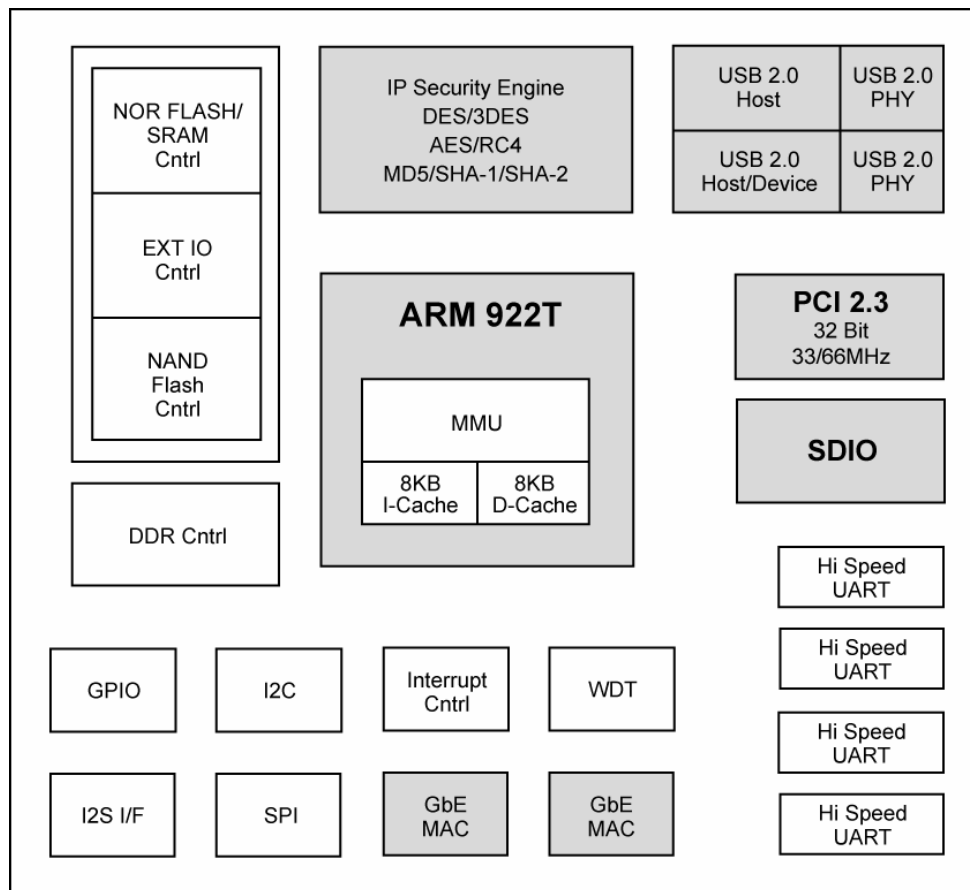 NOR FLASH/
SRAM
Cntrl
EXT IO
Cntrl
NAND
Flash
Cntrl
DDR Cntrl
IP Security Engine
DES/3DES
AES/RC4
MD5/SHA-1/SHA-2
USB 2.0
Host
USB 2.0
PHY
USB 2.0
Host/Device
USB 2.0
PHY
ARM 922T
MMU
8KB
I-Cache
8KB
D-Cache
PCI 2.3
32 Bit
33/66MHz
SDIO
Hi Speed
UART
Hi Speed
UART
Hi Speed
UART
Hi Speed
UART
GPIO
I2C
Interrupt
Cntrl
WDT
I2S I/F
SPI
GbE
MAC
GbE
MAC